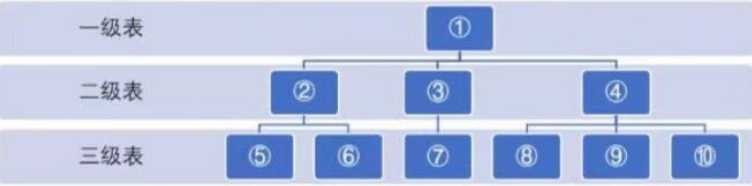 一级表 ①
二级表 ② ③ ④
三级表 ⑤ ⑥ ⑦ ⑧ ⑨ ⑩